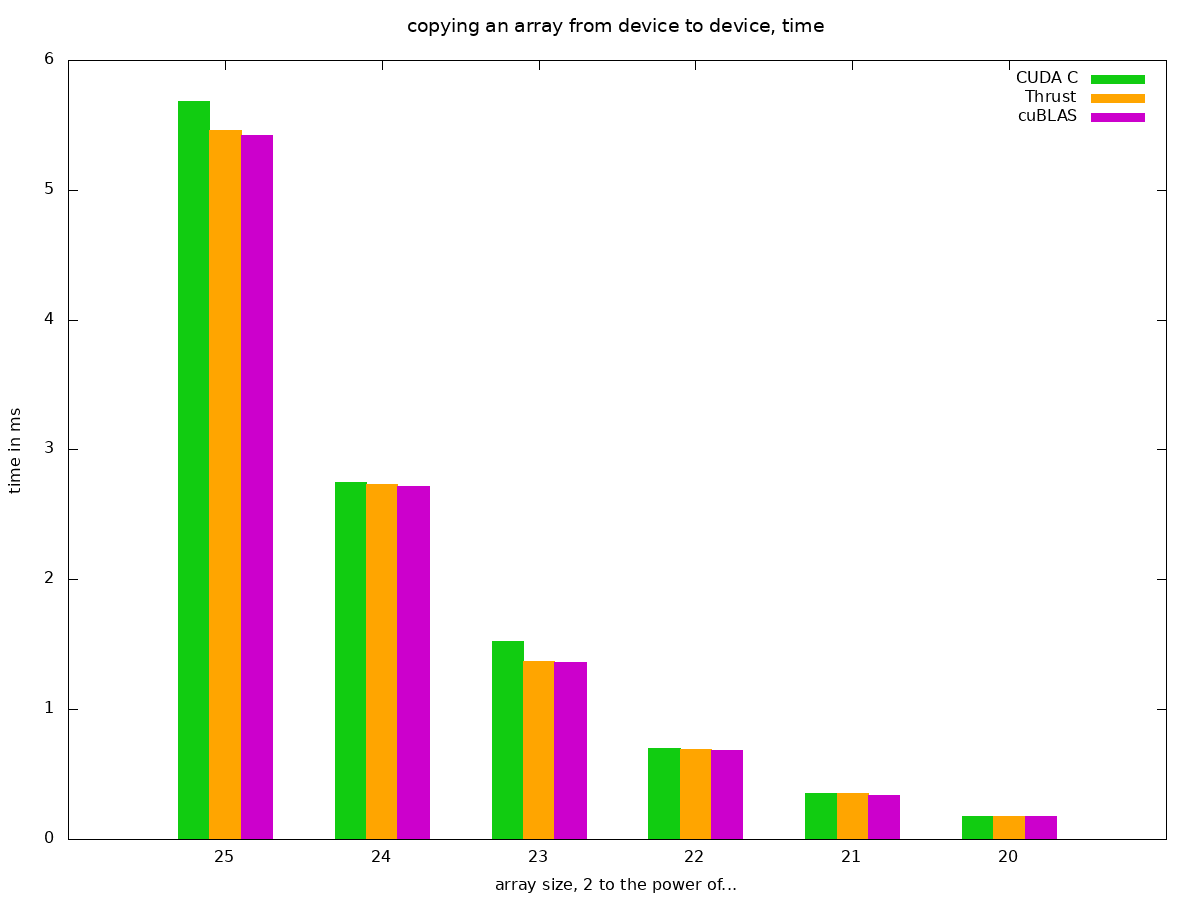 copying an array from device to device, time
CUDA C
Thrust
cuBLAS
6
5
4
3
2
1
0
time in ms
25 24 23 22 21 20
array size, 2 to the power of...